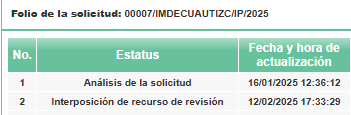 Folio de la solicitud: 00007/IMDECUAUTIZC/IP/2025
No. Estatus Fecha y hora de actualización
1 Análisis de la solicitud 16/01/2025 12:36:12
2 Interposición de recurso de revisión 12/02/2025 17:33:29